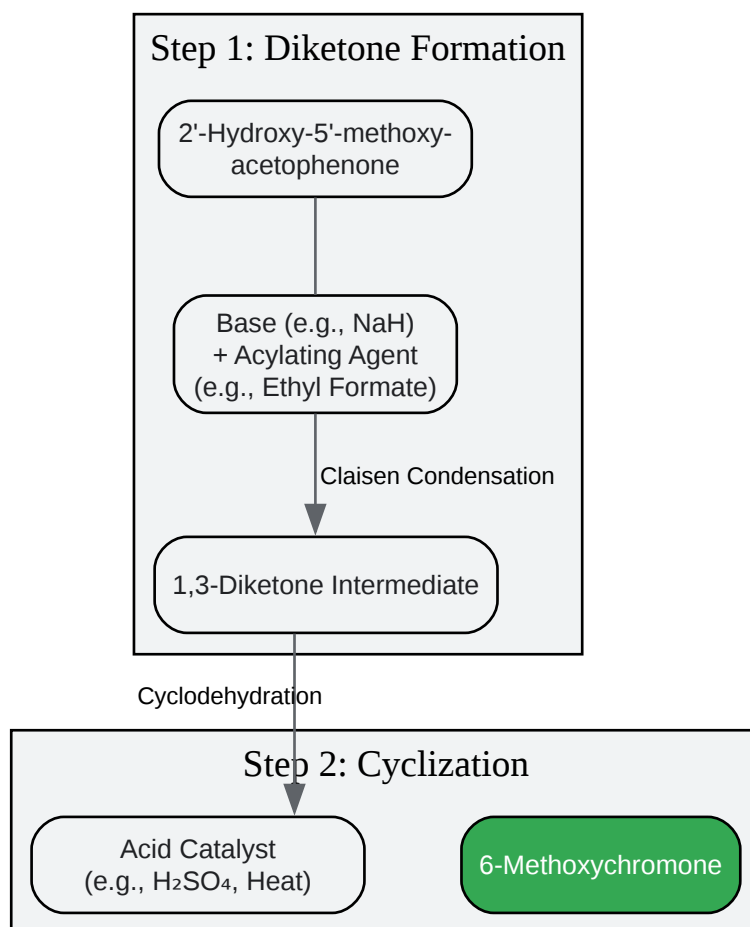 Step 1: Diketone Formation
2'-Hydroxy-5'-methoxy-
acetophenone
Base (e.g., NaH)
+ Acylating Agent
(e.g., Ethyl Formate)
Claisen Condensation
1,3-Diketone Intermediate
Cyclodehydration
Step 2: Cyclization
Acid Catalyst
(e.g., H₂SO₄, Heat)
6-Methoxychromone